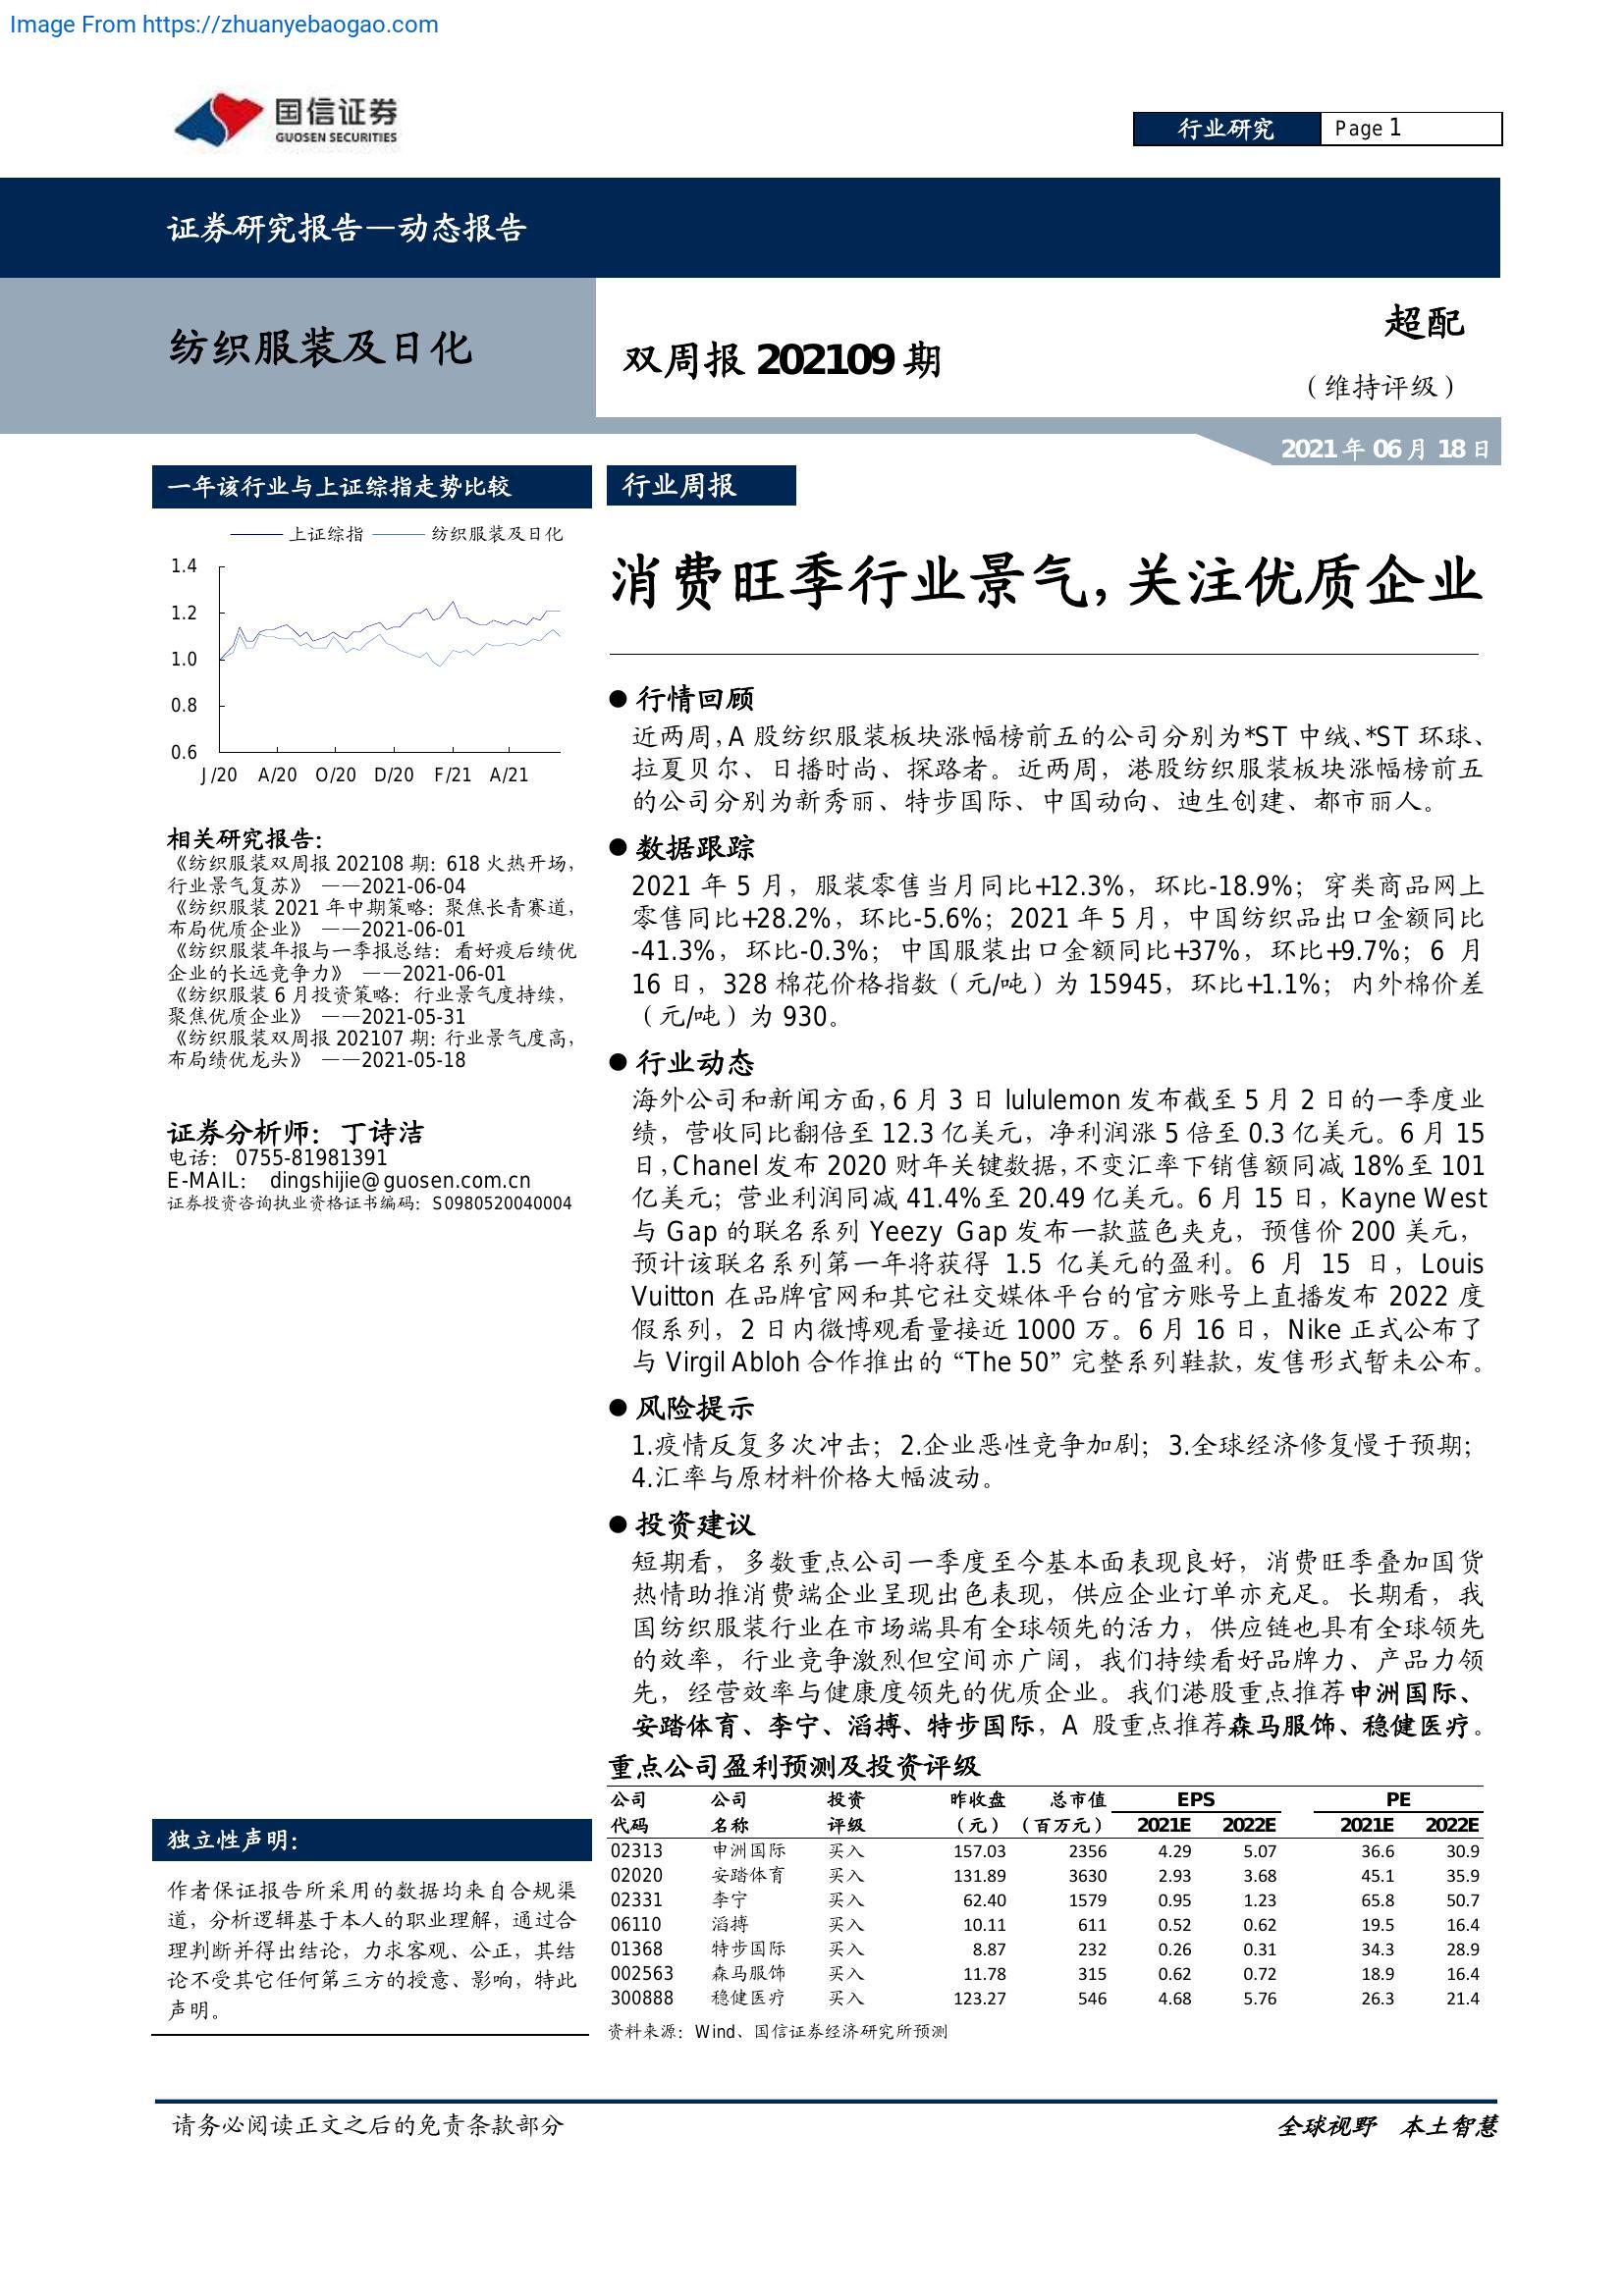 Image From https://zhuanyebaogao.com
国信证券
GUOSEN SECURITIES
行业研究 Page 1
证券研究报告—动态报告
纺织服装及日化
双周报 202109 期
超配
（维持评级）
2021 年 06 月 18 日
一年该行业与上证综指走势比较
上证综指 纺织服装及日化
1.4
1.2
1.0
0.8
0.6
J/20 A/20 O/20 D/20 F/21 A/21
相关研究报告：
《纺织服装双周报 202108 期：618 火热开场，
行业景气复苏》 ——2021-06-04
《纺织服装 2021 年中期策略：聚焦长青赛道，
布局优质企业》 ——2021-06-01
《纺织服装年报与一季报总结：看好疫后绩优
企业的长远竞争力》 ——2021-06-01
《纺织服装 6 月投资策略：行业景气度持续，
聚焦优质企业》 ——2021-05-31
《纺织服装双周报 202107 期：行业景气度高，
布局绩优龙头》 ——2021-05-18
证券分析师：丁诗洁
电话： 0755-81981391
E-MAIL： dingshijie@guosen.com.cn
证券投资咨询执业资格证书编码：S0980520040004
独立性声明：
作者保证报告所采用的数据均来自合规渠
道，分析逻辑基于本人的职业理解，通过合
理判断并得出结论，力求客观、公正，其结
论不受其它任何第三方的授意、影响，特此
声明。
行业周报
消费旺季行业景气，关注优质企业
● 行情回顾
近两周，A 股纺织服装板块涨幅榜前五的公司分别为*ST 中绒、*ST 环球、
拉夏贝尔、日播时尚、探路者。近两周，港股纺织服装板块涨幅榜前五
的公司分别为新秀丽、特步国际、中国动向、迪生创建、都市丽人。
● 数据跟踪
2021 年 5 月，服装零售当月同比+12.3%，环比-18.9%；穿类商品网上
零售同比+28.2%，环比-5.6%；2021 年 5 月，中国纺织品出口金额同比
-41.3%，环比-0.3%；中国服装出口金额同比+37%，环比+9.7%；6 月
16 日，328 棉花价格指数（元/吨）为 15945，环比+1.1%；内外棉价差
（元/吨）为 930。
● 行业动态
海外公司和新闻方面，6 月 3 日 lululemon 发布截至 5 月 2 日的一季度业
绩，营收同比翻倍至 12.3 亿美元，净利润涨 5 倍至 0.3 亿美元。6 月 15
日，Chanel 发布 2020 财年关键数据，不变汇率下销售额同减 18%至 101
亿美元；营业利润同减 41.4%至 20.49 亿美元。6 月 15 日，Kayne West
与 Gap 的联名系列 Yeezy Gap 发布一款蓝色夹克，预售价 200 美元，
预计该联名系列第一年将获得 1.5 亿美元的盈利。6 月 15 日，Louis
Vuitton 在品牌官网和其它社交媒体平台的官方账号上直播发布 2022 度
假系列，2 日内微博观看量接近 1000 万。6 月 16 日，Nike 正式公布了
与 Virgil Abloh 合作推出的 “The 50” 完整系列鞋款，发售形式暂未公布。
● 风险提示
1.疫情反复多次冲击；2.企业恶性竞争加剧；3.全球经济修复慢于预期；
4.汇率与原材料价格大幅波动。
● 投资建议
短期看，多数重点公司一季度至今基本面表现良好，消费旺季叠加国货
热情助推消费端企业呈现出色表现，供应企业订单亦充足。长期看，我
国纺织服装行业在市场端具有全球领先的活力，供应链也具有全球领先
的效率，行业竞争激烈但空间亦广阔，我们持续看好品牌力、产品力领
先，经营效率与健康度领先的优质企业。我们港股重点推荐申洲国际、
安踏体育、李宁、滔搏、特步国际，A 股重点推荐森马服饰、稳健医疗。
重点公司盈利预测及投资评级
公司 公司 投资 昨收盘 总市值 EPS PE
代码 名称 评级 （元） （百万元） 2021E 2022E 2021E 2022E
02313 申洲国际 买入 157.03 2356 4.29 5.07 36.6 30.9
02020 安踏体育 买入 131.89 3630 2.93 3.68 45.1 35.9
02331 李宁 买入 62.40 1579 0.95 1.23 65.8 50.7
06110 滔搏 买入 10.11 611 0.52 0.62 19.5 16.4
01368 特步国际 买入 8.87 232 0.26 0.31 34.3 28.9
002563 森马服饰 买入 11.78 315 0.62 0.72 18.9 16.4
300888 稳健医疗 买入 123.27 546 4.68 5.76 26.3 21.4
资料来源：Wind、国信证券经济研究所预测
请务必阅读正文之后的免责条款部分
全球视野 本土智慧